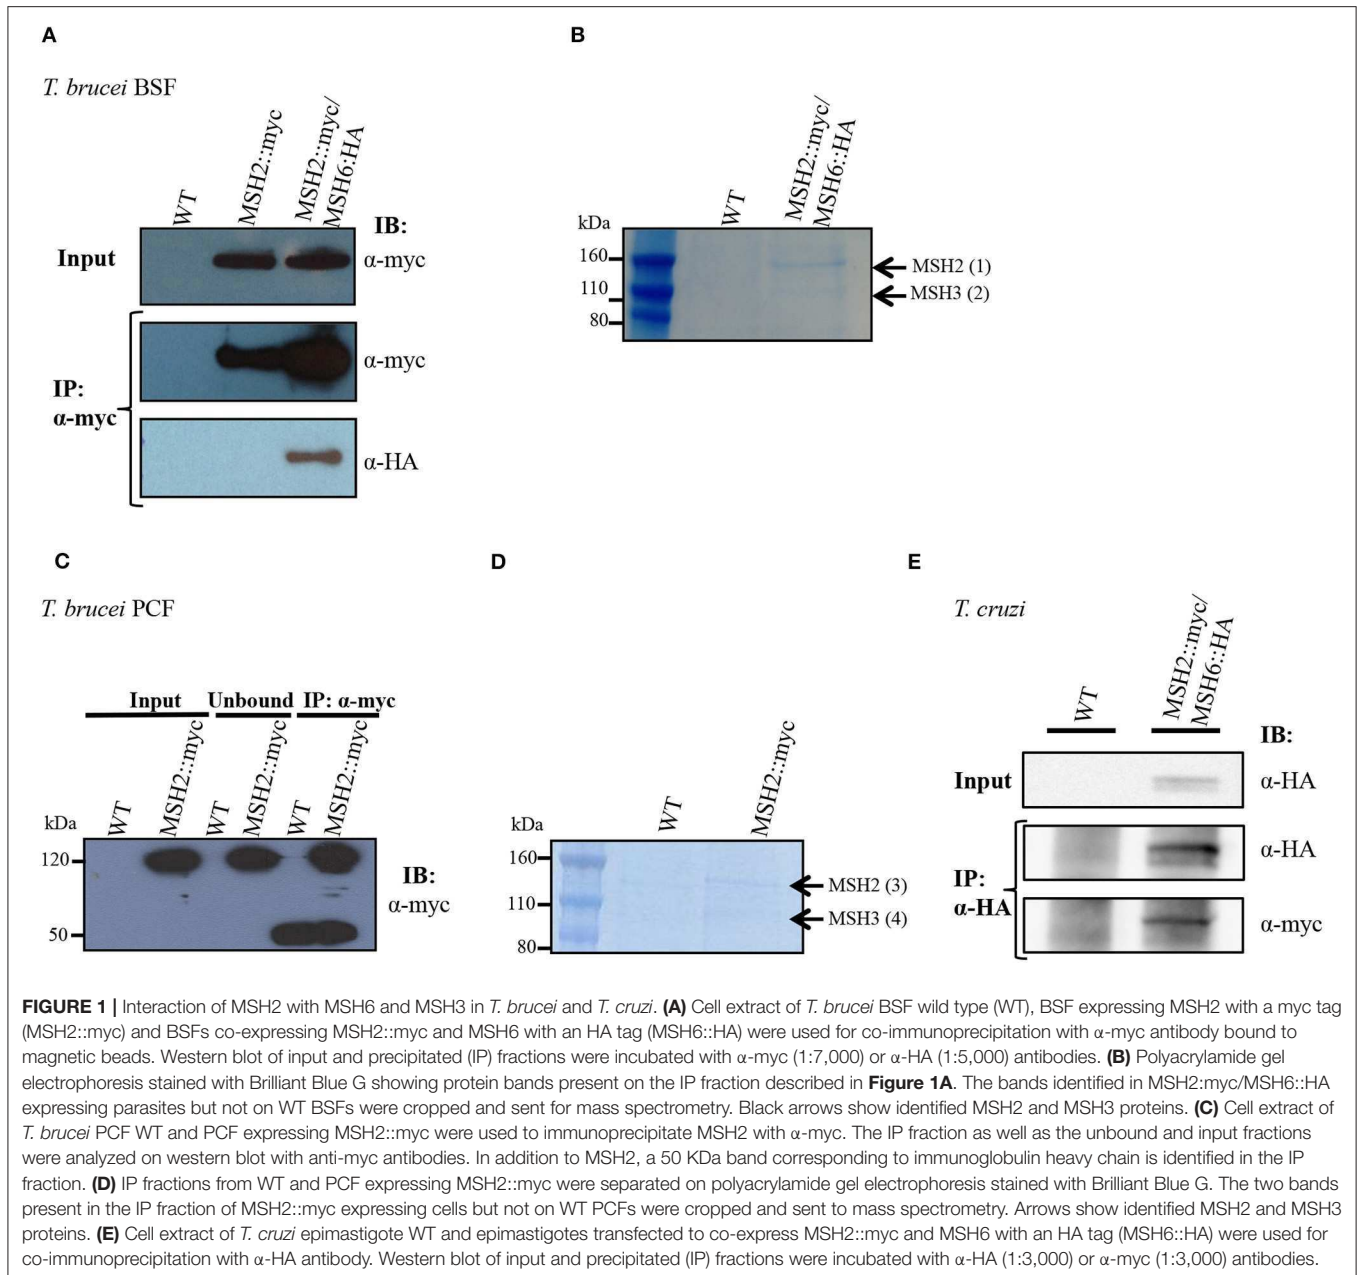 A
T. brucei BSF
WT
MSH2::myc
MSH2::myc/
MSH6:HA
IB:
Input
α-myc
IP:
α-myc
α-myc
α-HA
B
WT
MSH2::myc/
MSH6::HA
kDa
160
110
80
MSH2 (1)
MSH3 (2)
C
T. brucei PCF
Input
Unbound
IP: α-myc
WT
MSH2::myc
WT
MSH2::myc
WT
MSH2::myc
kDa
120
50
IB:
α-myc
D
WT
MSH2::myc
kDa
160
110
80
MSH2 (3)
MSH3 (4)
E
T. cruzi
WT
MSH2::myc/
MSH6::HA
IB:
Input
α-HA
IP:
α-HA
α-HA
α-myc
FIGURE 1 | Interaction of MSH2 with MSH6 and MSH3 in T. brucei and T. cruzi. (A) Cell extract of T. brucei BSF wild type (WT), BSF expressing MSH2 with a myc tag
(MSH2::myc) and BSFs co-expressing MSH2::myc and MSH6 with an HA tag (MSH6::HA) were used for co-immunoprecipitation with α-myc antibody bound to
magnetic beads. Western blot of input and precipitated (IP) fractions were incubated with α-myc (1:7,000) or α-HA (1:5,000) antibodies. (B) Polyacrylamide gel
electrophoresis stained with Brilliant Blue G showing protein bands present on the IP fraction described in Figure 1A. The bands identified in MSH2:myc/MSH6::HA
expressing parasites but not on WT BSFs were cropped and sent for mass spectrometry. Black arrows show identified MSH2 and MSH3 proteins. (C) Cell extract of
T. brucei PCF WT and PCF expressing MSH2::myc were used to immunoprecipitate MSH2 with α-myc. The IP fraction as well as the unbound and input fractions
were analyzed on western blot with anti-myc antibodies. In addition to MSH2, a 50 KDa band corresponding to immunoglobulin heavy chain is identified in the IP
fraction. (D) IP fractions from WT and PCF expressing MSH2::myc were separated on polyacrylamide gel electrophoresis stained with Brilliant Blue G. The two bands
present in the IP fraction of MSH2::myc expressing cells but not on WT PCFs were cropped and sent to mass spectrometry. Arrows show identified MSH2 and MSH3
proteins. (E) Cell extract of T. cruzi epimastigote WT and epimastigotes transfected to co-express MSH2::myc and MSH6 with an HA tag (MSH6::HA) were used for
co-immunoprecipitation with α-HA antibody. Western blot of input and precipitated (IP) fractions were incubated with α-HA (1:3,000) or α-myc (1:3,000) antibodies.